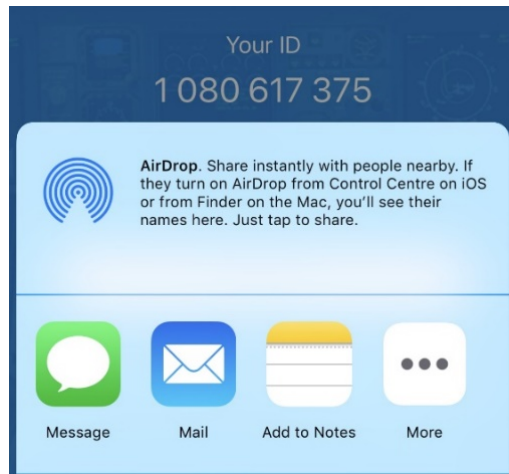 Your ID
1 080 617 375
AirDrop. Share instantly with people nearby. If
they turn on AirDrop from Control Centre on iOS
or from Finder on the Mac, you’ll see their
names here. Just tap to share.
Message
Mail
Add to Notes
More